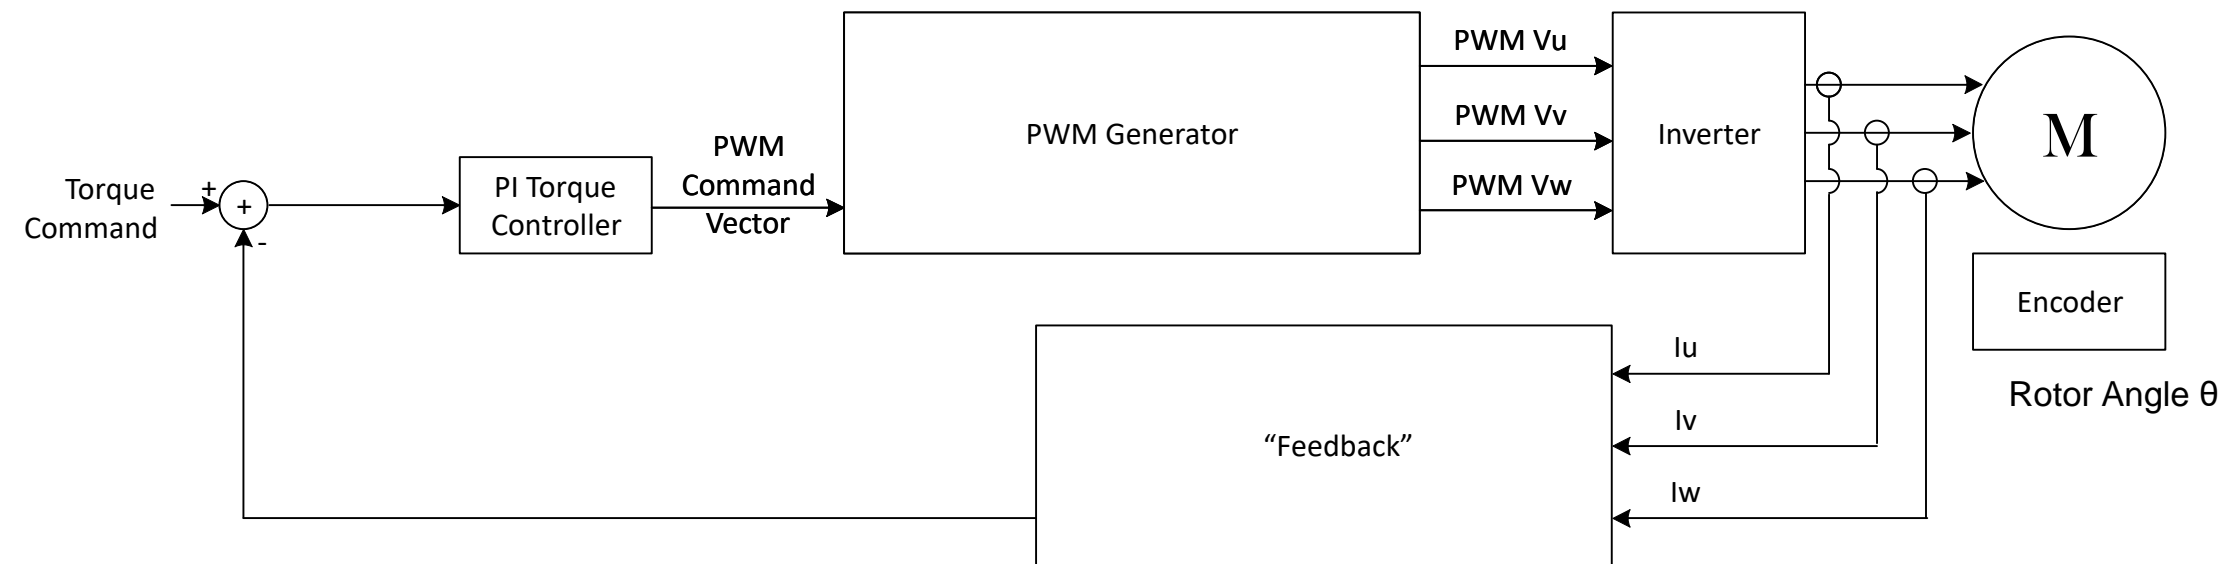 PWM Vu
PWM Vv
PWM Vw
PWM Generator
Inverter
M
PWM
Command
Vector
Torque
Command
+
+
-
PI Torque
Controller
Encoder
Rotor Angle θ
Iu
Iv
Iw
“Feedback”